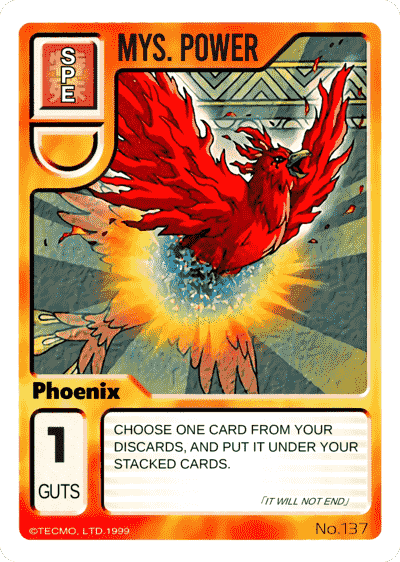 SPE
MYS. POWER
Phoenix
1
GUTS
CHOOSE ONE CARD FROM YOUR
DISCARDS, AND PUT IT UNDER YOUR
STACKED CARDS.
「IT WILL NOT END」
©TECMO, LTD.1999
No.137